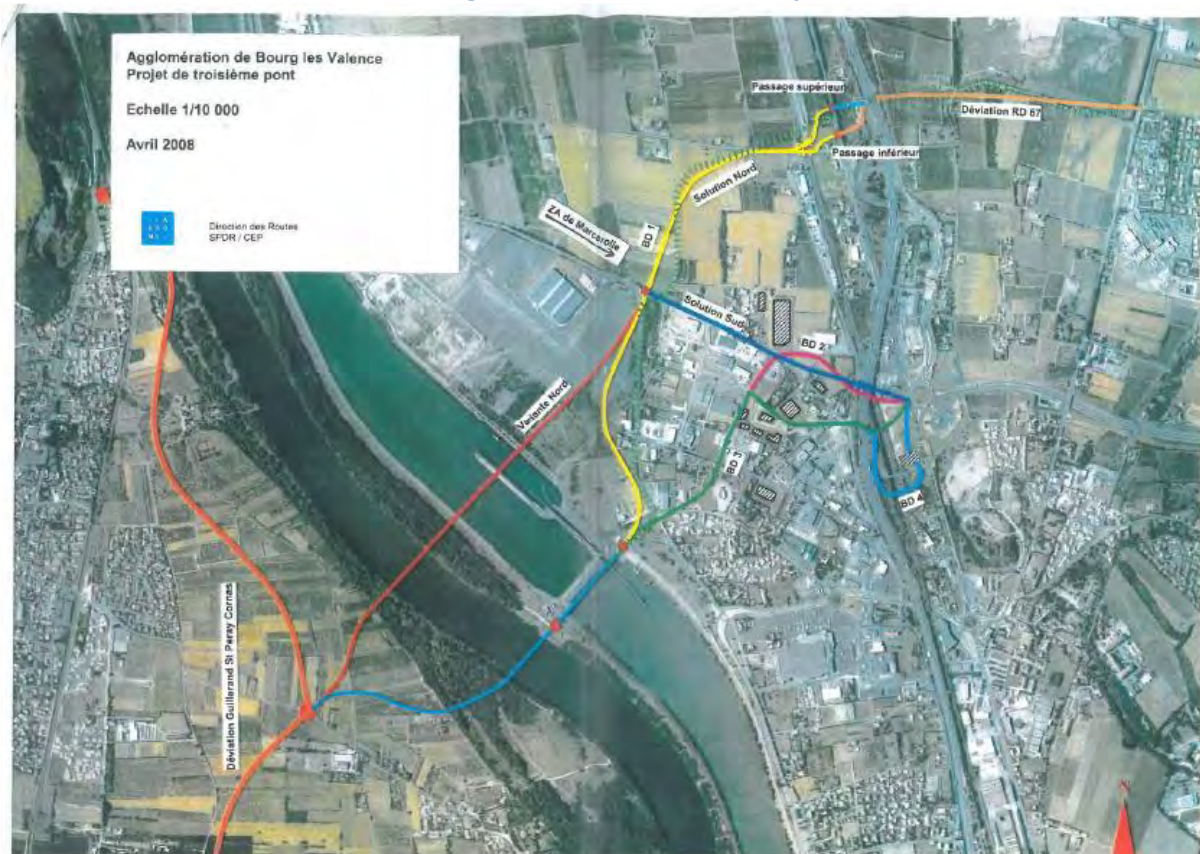 Agglomération de Bourg les Valence
Projet de troisième pont
Echelle 1/10 000
Avril 2008
Direction des Routes
SPDR / CEP
Passage supérieur
Déviation RD 67
Passage inférieur
Solution Nord
ZA de Marcerolle
BD 1
Solution Sud
BD 2
Variante Nord
BD 3
BD 4
Déviation Guillerand St Peray Cornas
N